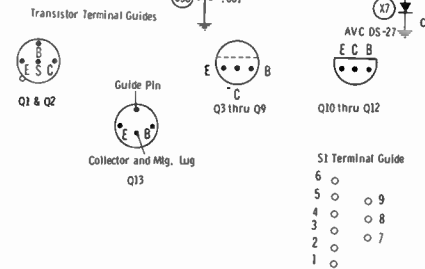 X7
Transistor Terminal Guides
AVC DS-27
B
E S C
Q1 & Q2
E B
C
Q3 thru Q9
E C B
Q10 thru Q12
Guide Pin
E B
Collector and Mtg. Lug
Q13
S1 Terminal Guide
6
5
9
4
8
3
7
2
1